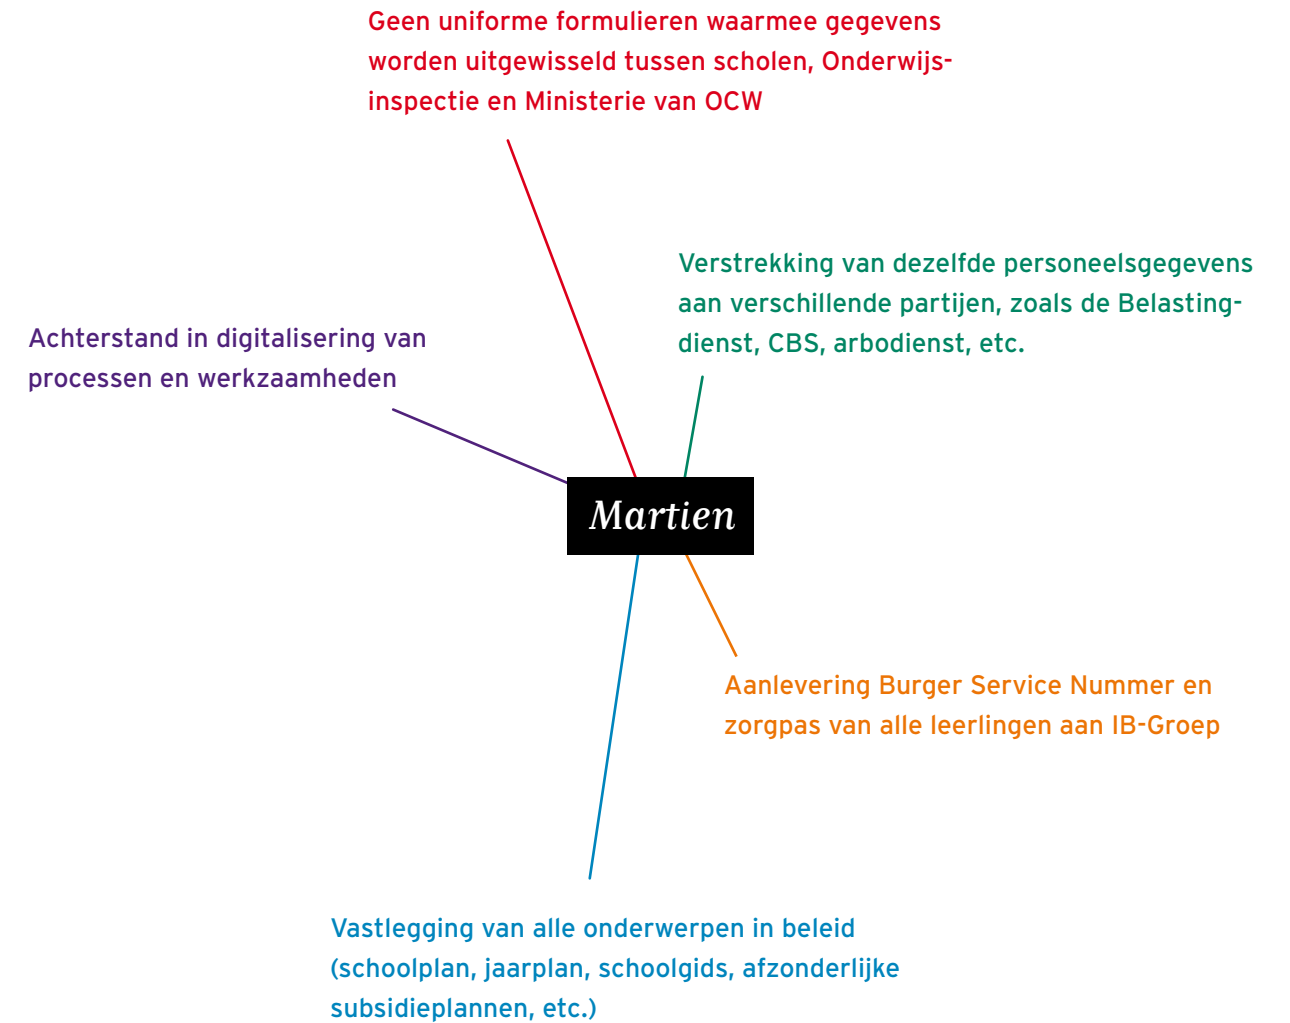 Geen uniforme formulieren waarmee gegevens
worden uitgewisseld tussen scholen, Onderwijs-
inspectie en Ministerie van OCW
Verstrekking van dezelfde personeelsgegevens
aan verschillende partijen, zoals de Belasting-
dienst, CBS, arbodienst, etc.
Achterstand in digitalisering van
processen en werkzaamheden
Martien
Aanlevering Burger Service Nummer en
zorgpas van alle leerlingen aan IB-Groep
Vastlegging van alle onderwerpen in beleid
(schoolplan, jaarplan, schoolgids, afzonderlijke
subsidieplannen, etc.)